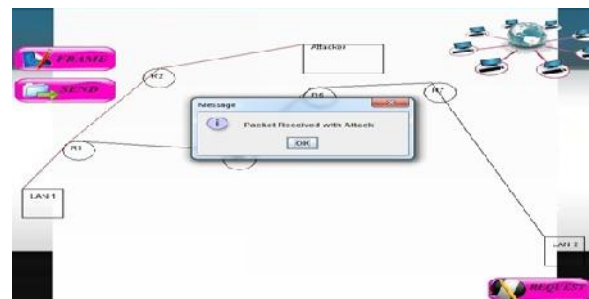 Attacker
FRAME
R2
SEND
R6
R7
Message
Packet Received with Attack
OK
R1
LAN 1
LAN 2
REQUEST